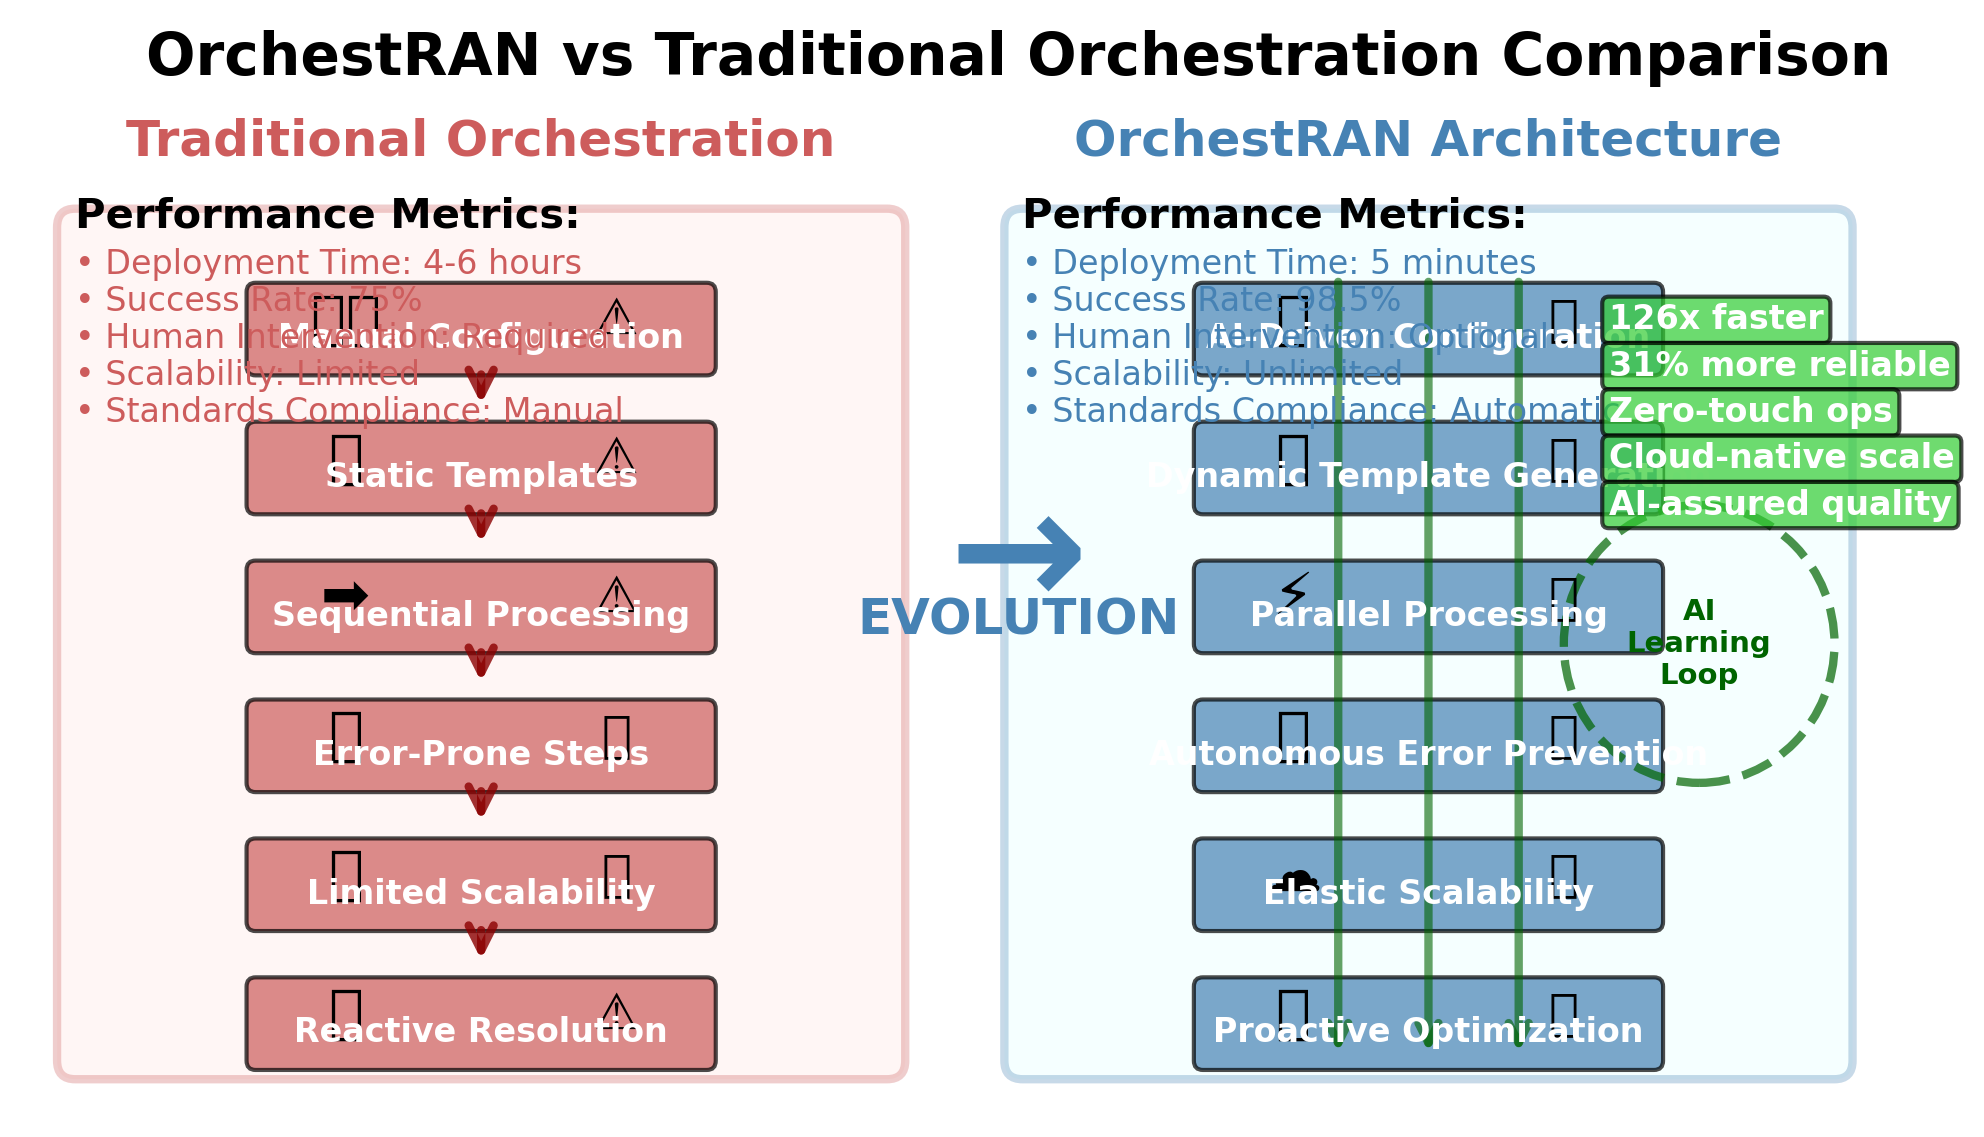 OrchestRAN vs Traditional Orchestration Comparison
Traditional Orchestration
Performance Metrics:
• Deployment Time: 4-6 hours
• Success Rate: 75%
• Human Intervention: Required
• Scalability: Limited
• Standards Compliance: Manual
Manual Configuration
Static Templates
Sequential Processing
Error-Prone Steps
Limited Scalability
Reactive Resolution
EVOLUTION
OrchestRAN Architecture
Performance Metrics:
• Deployment Time: 5 minutes
• Success Rate: 98.5%
• Human Intervention: Optional
• Scalability: Unlimited
• Standards Compliance: Automatic
AI-Driven Configuration
Dynamic Template
Parallel Processing
Autonomous Error Prevention
Elastic Scalability
Proactive Optimization
126x faster
31% more reliable
Zero-touch ops
Cloud-native scale
AI-assured quality
AI
Learning
Loop